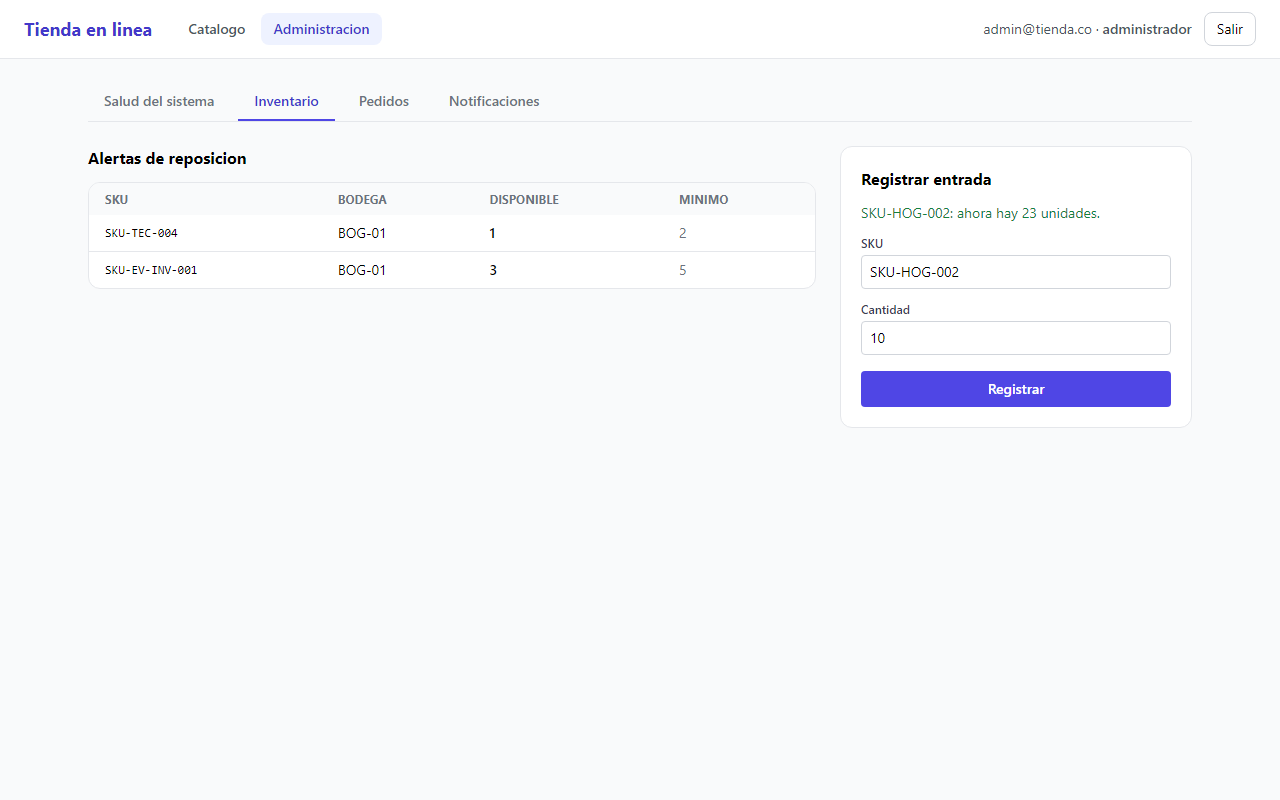 Tienda en linea Catalogo Administracion admin@tienda.co · administrador Salir
Salud del sistema Inventario Pedidos Notificaciones
Alertas de reposicion
SKU BODEGA DISPONIBLE MINIMO
SKU-TEC-004 BOG-01 1 2
SKU-EV-INV-001 BOG-01 3 5
Registrar entrada
SKU-HOG-002: ahora hay 23 unidades.
SKU
SKU-HOG-002
Cantidad
10
Registrar